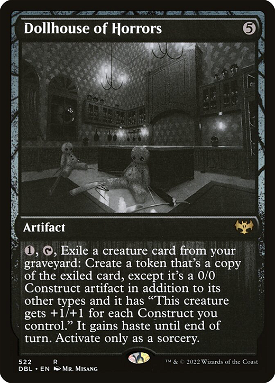 Dollhouse of Horrors 5
Artifact
1, T, Exile a creature card from your
graveyard: Create a token that's a copy
of the exiled card, except it's a 0/0
Construct artifact in addition to its
other types and it has "This creature
gets +1/+1 for each Construct you
control." It gains haste until end of
turn. Activate only as a sorcery.
522 R
DBL • EN Mr. Misang
™ & © 2022 Wizards of the Coast